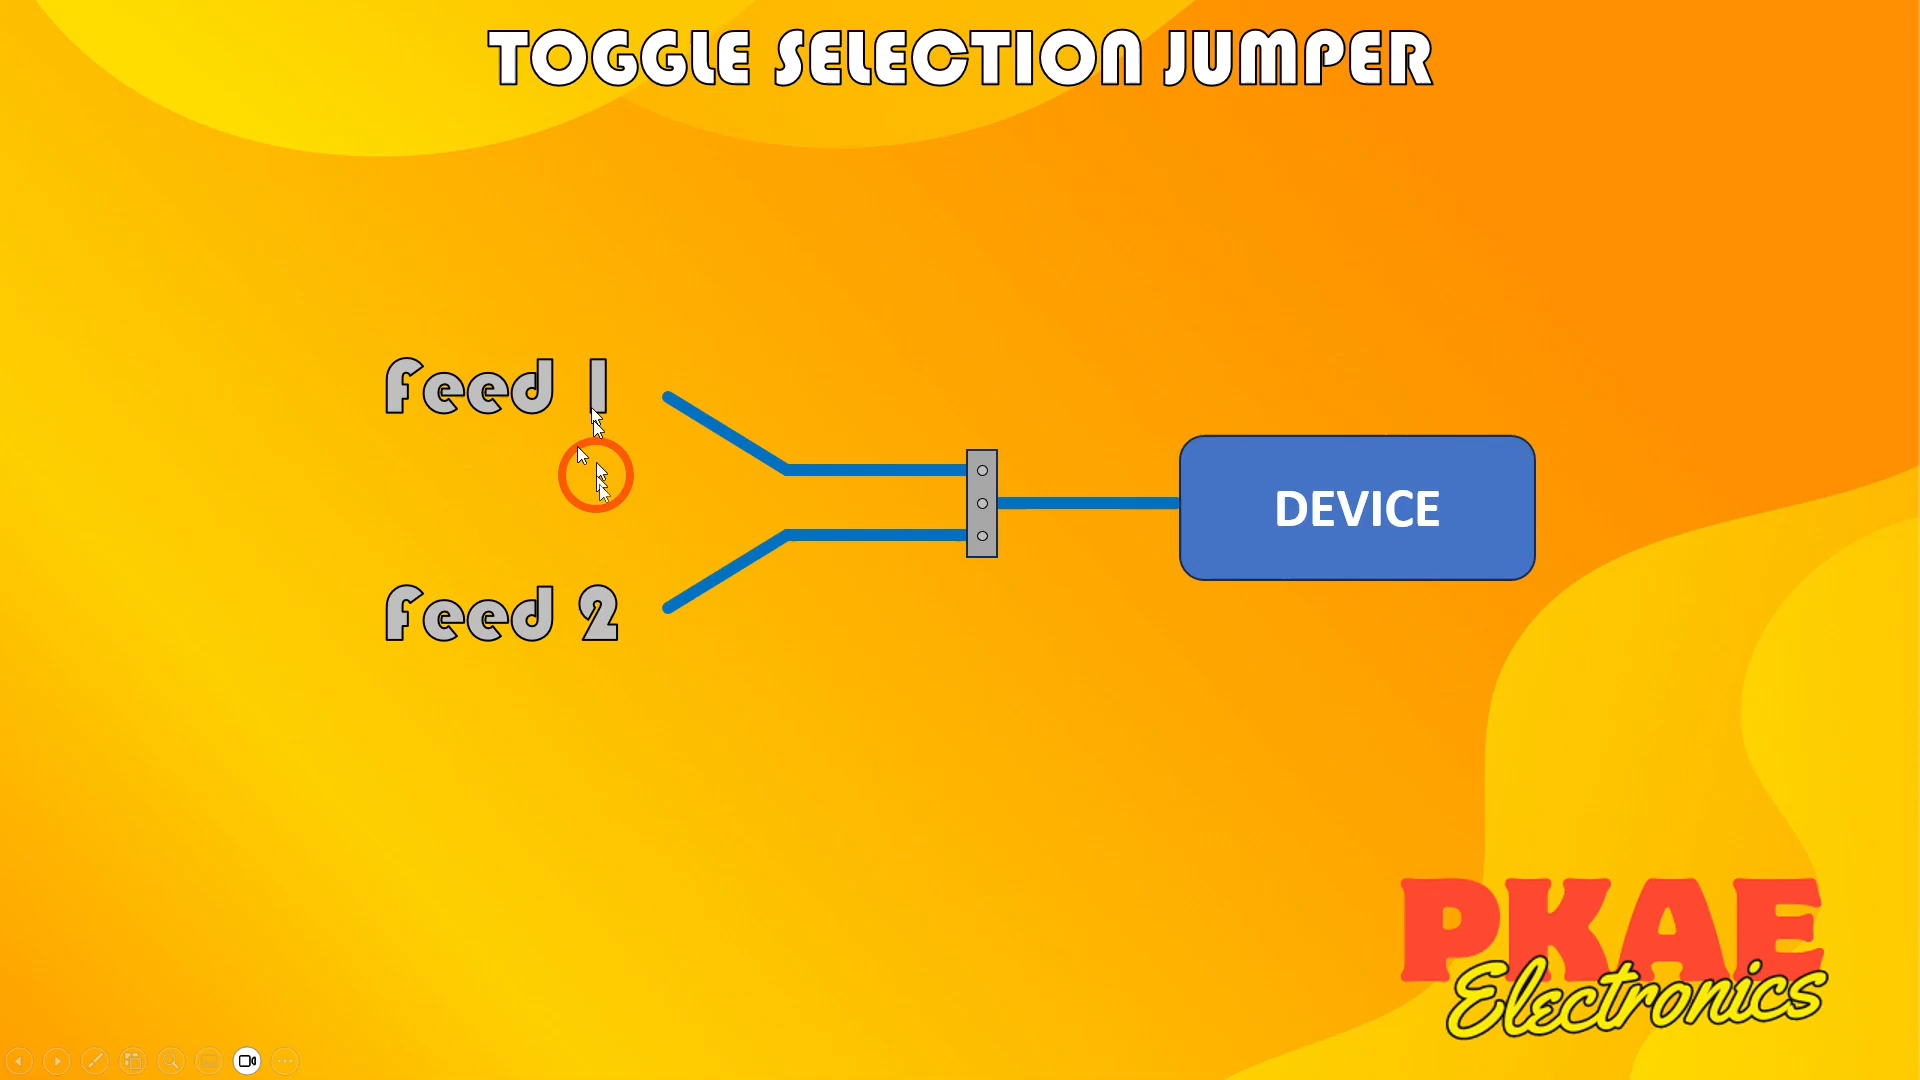 TOGGLE SELECTION JUMPER
Feed 1
DEVICE
Feed 2
PKAE
Electronics